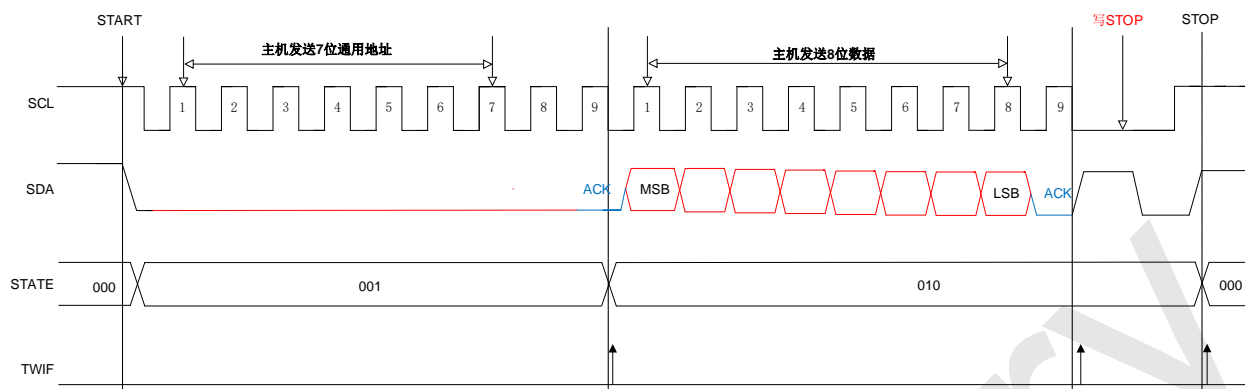 START 写STOP STOP
主机发送7位通用地址 主机发送8位数据
SCL 1 2 3 4 5 6 7 8 9 1 2 3 4 5 6 7 8 9
SDA ACK MSB LSB ACK
STATE 000 001 010 000
TWIF